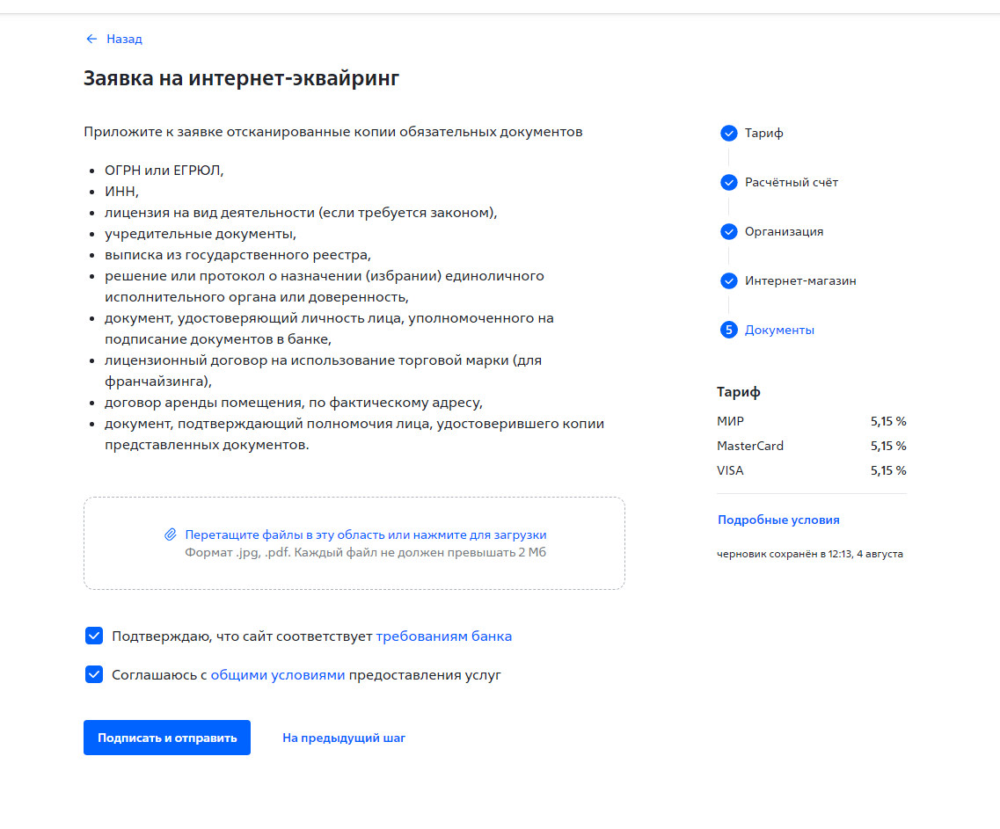 Назад
Заявка на интернет-эквайринг
Приложите к заявке отсканированные копии обязательных документов
• ОГРН или ЕГРЮЛ,
• ИНН,
• лицензия на вид деятельности (если требуется законом),
• учредительные документы,
• выписка из государственного реестра,
• решение или протокол о назначении (избрании) единоличного
исполнительного органа или доверенность,
• документ, удостоверяющий личность лица, уполномоченного на
подписание документов в банке,
• лицензионный договор на использование торговой марки (для
франчайзинга),
• договор аренды помещения, по фактическому адресу,
• документ, подтверждающий полномочия лица, удостоверившего копии
представленных документов.
Перетащите файлы в эту область или нажмите для загрузки
Формат .jpg, .pdf. Каждый файл не должен превышать 2 Мб
Подтверждаю, что сайт соответствует требованиям банка
Соглашаюсь с общими условиями предоставления услуг
Подписать и отправить На предыдущий шаг
Тариф
Расчётный счёт
Организация
Интернет-магазин
5 Документы
Тариф
МИР 5,15 %
MasterCard 5,15 %
VISA 5,15 %
Подробные условия
черновик сохранён в 12:13, 4 августа